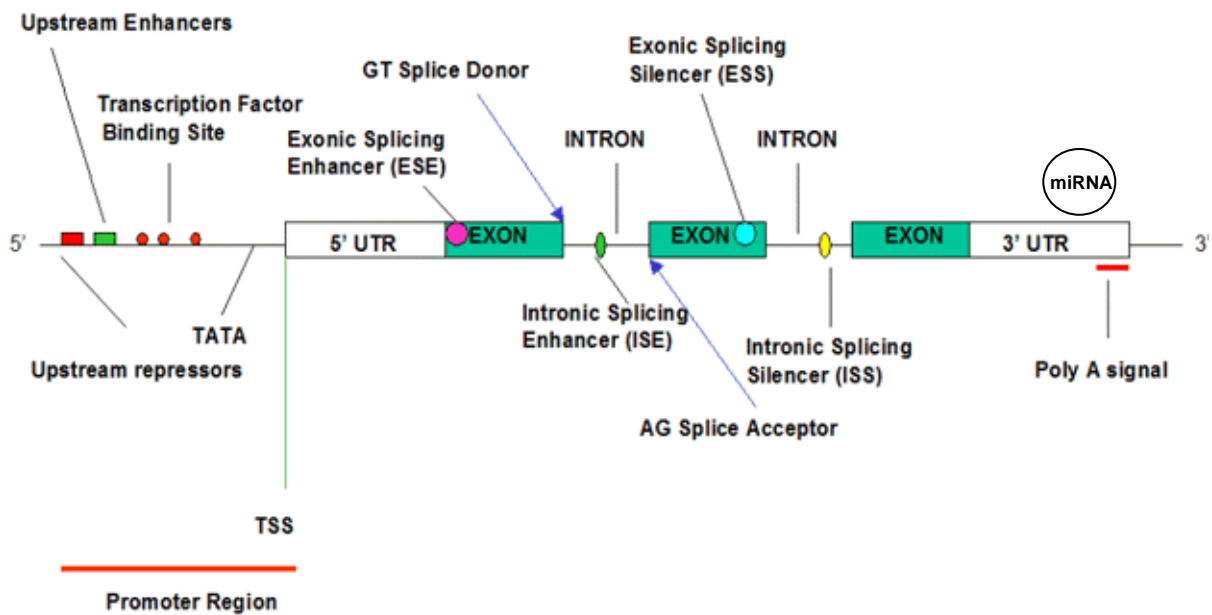 Upstream Enhancers
Exonic Splicing
Silencer (ESS)
GT Splice Donor
Transcription Factor
Binding Site
Exonic Splicing
Enhancer (ESE)
INTRON
INTRON
miRNA
5'
5' UTR
EXON
EXON
EXON
3' UTR
3'
Intronic Splicing
Enhancer (ISE)
TATA
Intronic Splicing
Silencer (ISS)
Upstream repressors
Poly A signal
AG Splice Acceptor
TSS
Promoter Region